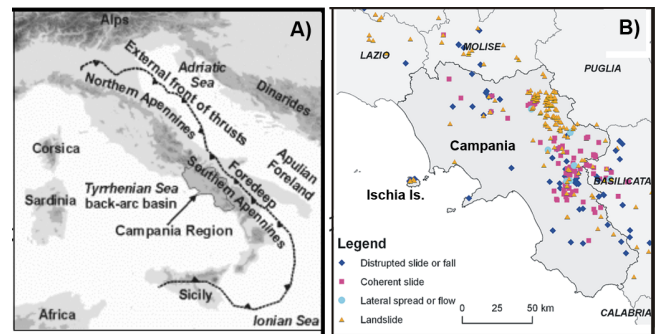 A)
Alps
External front of thrusts
Adriatic
Sea
Dinarides
Northern Apennines
Corsica
Foredeep
Apulian
Foreland
Southern Apennines
Sardinia
Tyrrhenian Sea
back-arc basin
Campania Region
Sicily
Africa
Ionian Sea
B)
LAZIO
MOLISE
PUGLIA
Campania
Ischia Is.
BASILICATA
Legend
Distrupted slide or fall
Coherent slide
Lateral spread or flow
Landslide
0 25 50 km
CALABRIA